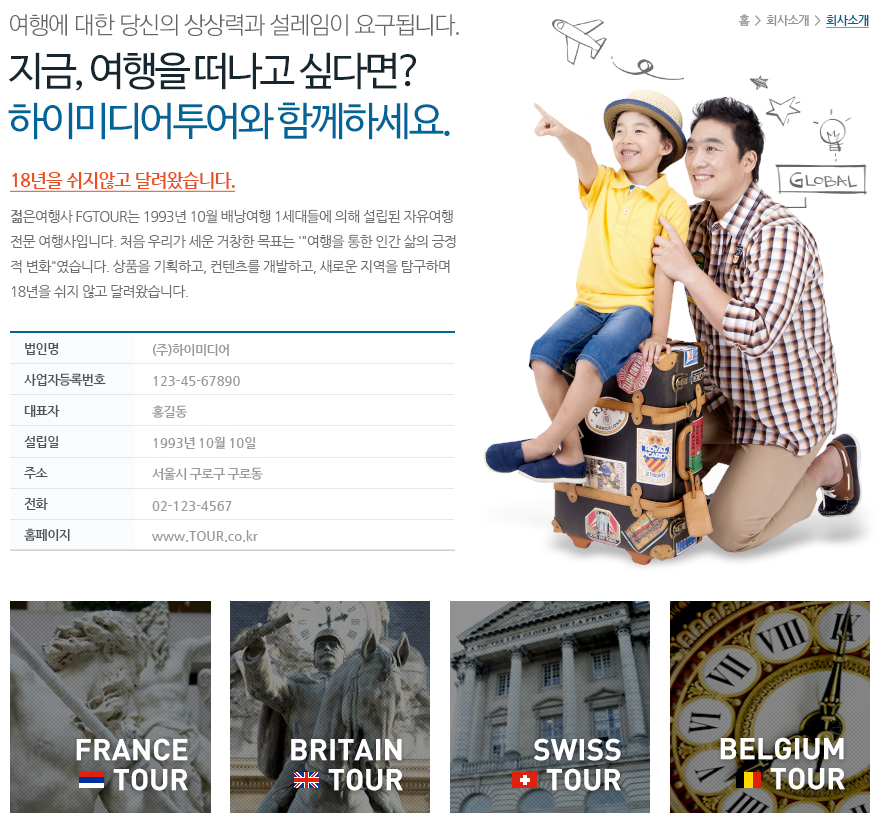 여행에 대한 당신의 상상력과 설레임이 요구됩니다.
지금, 여행을 떠나고 싶다면?
하이미디어투어와 함께하세요.
홈 > 회사소개 > 회사소개
GLOBAL
18년을 쉬지않고 달려왔습니다.
젊은여행사 FGTOUR는 1993년 10월 배낭여행 1세대들에 의해 설립된 자유여행
전문 여행사입니다. 처음 우리가 세운 거창한 목표는 '"여행을 통한 인간 삶의 긍정
적 변화"였습니다. 상품을 기획하고, 컨텐츠를 개발하고, 새로운 지역을 탐구하며
18년을 쉬지 않고 달려왔습니다.
법인명 (주)하이미디어
사업자등록번호 123-45-67890
대표자 홍길동
설립일 1993년 10월 10일
주소 서울시 구로구 구로동
전화 02-123-4567
홈페이지 www.TOUR.co.kr
BARCELONA
ROYAL
PICARDY
A TOUTES LES GLOIRES DE LA FRANCE
VI VII VIII IX
FRANCE
TOUR
BRITAIN
TOUR
SWISS
TOUR
BELGIUM
TOUR